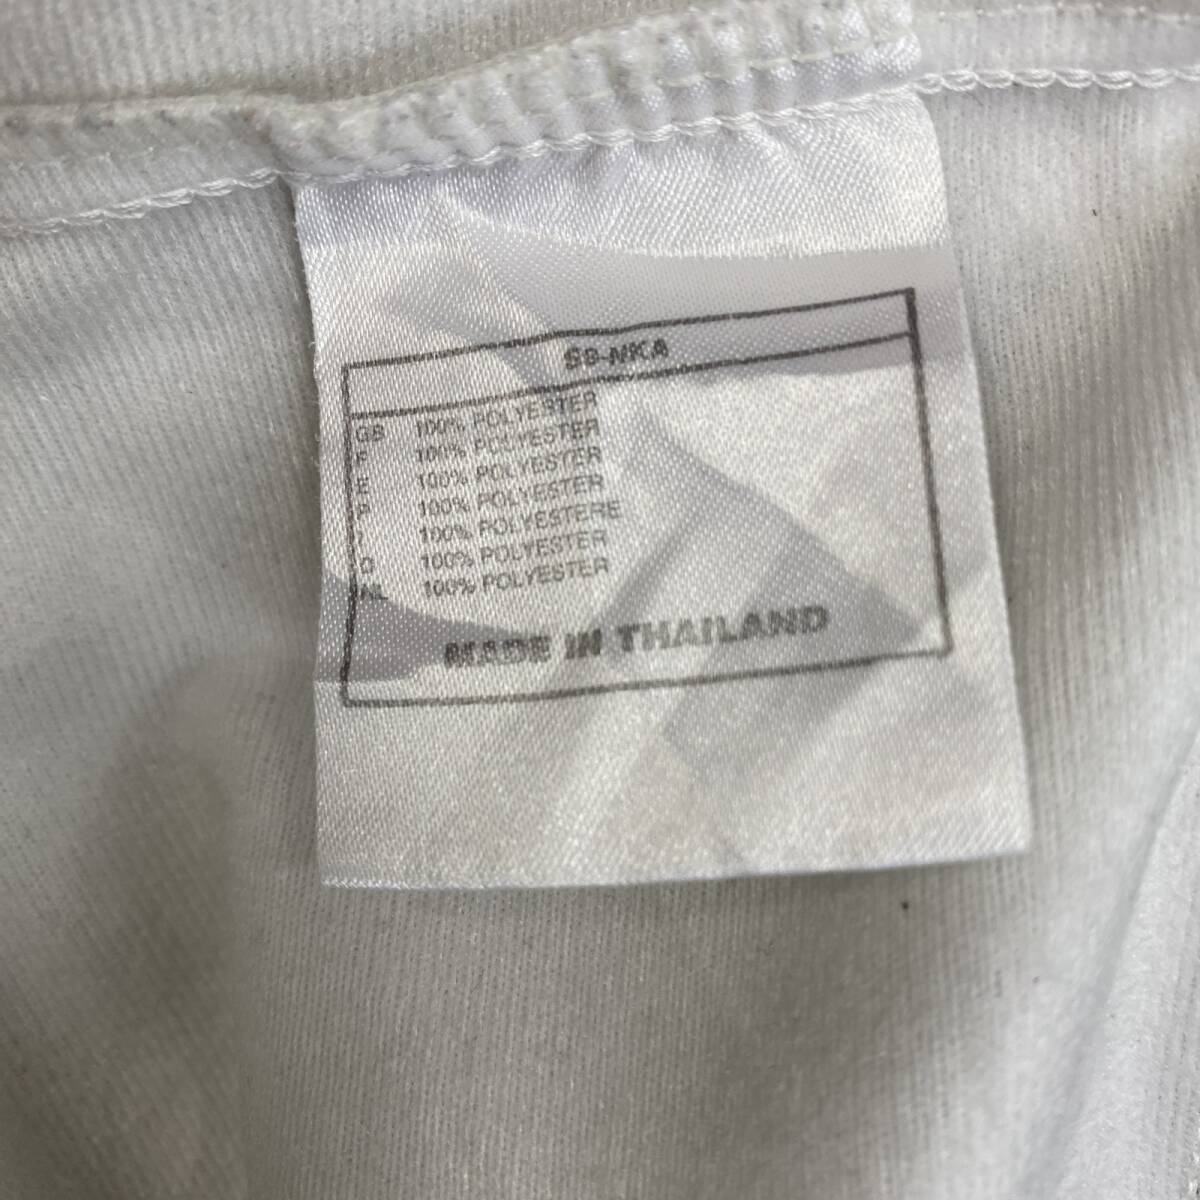 S9-NKA
GB 100% POLYESTER
F 100% POLYESTER
E 100% POLYESTER
P 100% POLYESTER
I 100% POLYESTERE
D 100% POLYESTER
NL 100% POLYESTER
MADE IN THAILAND